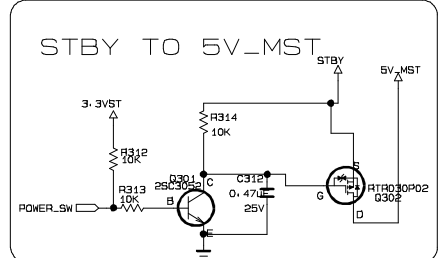 STBY TO 5V_MST
STBY
5V_MST
3.3VST
R314
10K
R312
10K
Q301
2SC3052
C
C312
0.47uF
25V
R313
10K
B
POWER_SW
E
S
G
RTR030P02
Q302
D